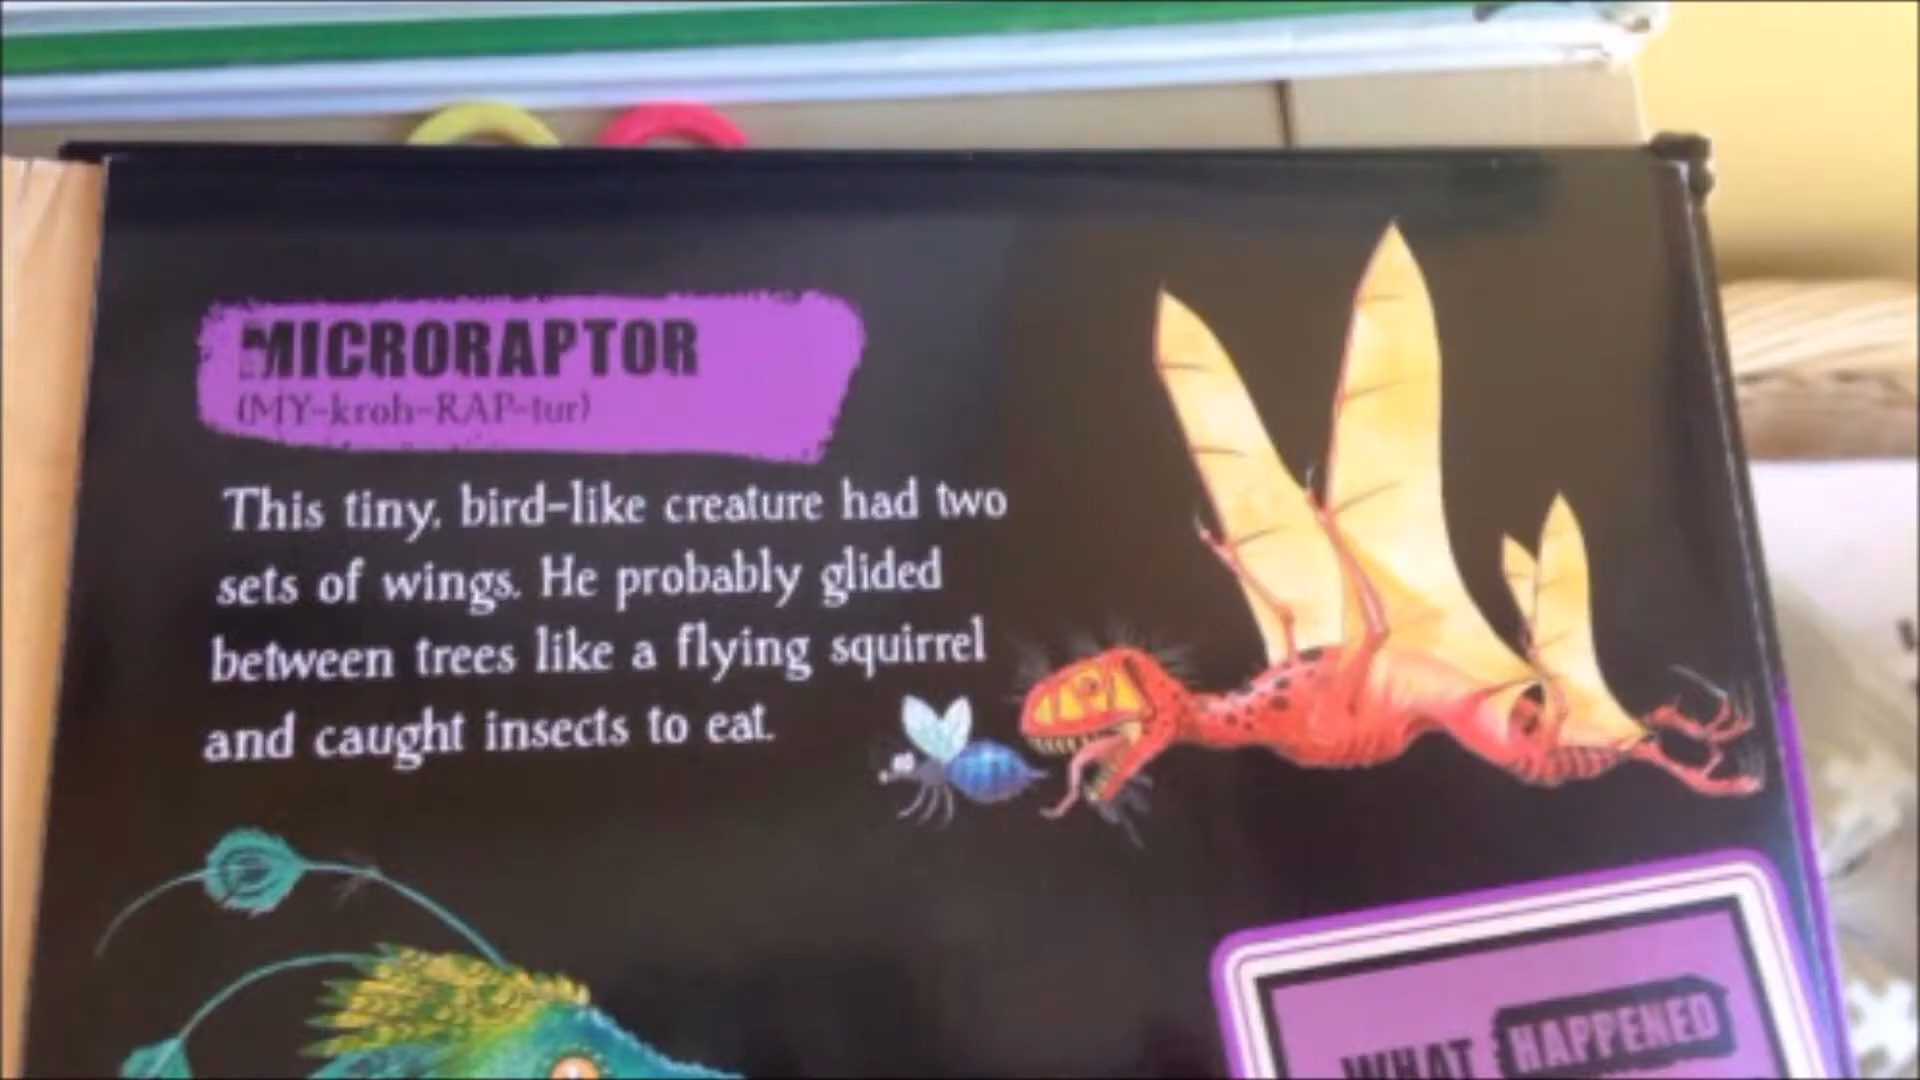 MICRORAPTOR
(MY-kroh-RAP-tur)
This tiny, bird-like creature had two
sets of wings. He probably glided
between trees like a flying squirrel
and caught insects to eat.
WHAT HAPPENED